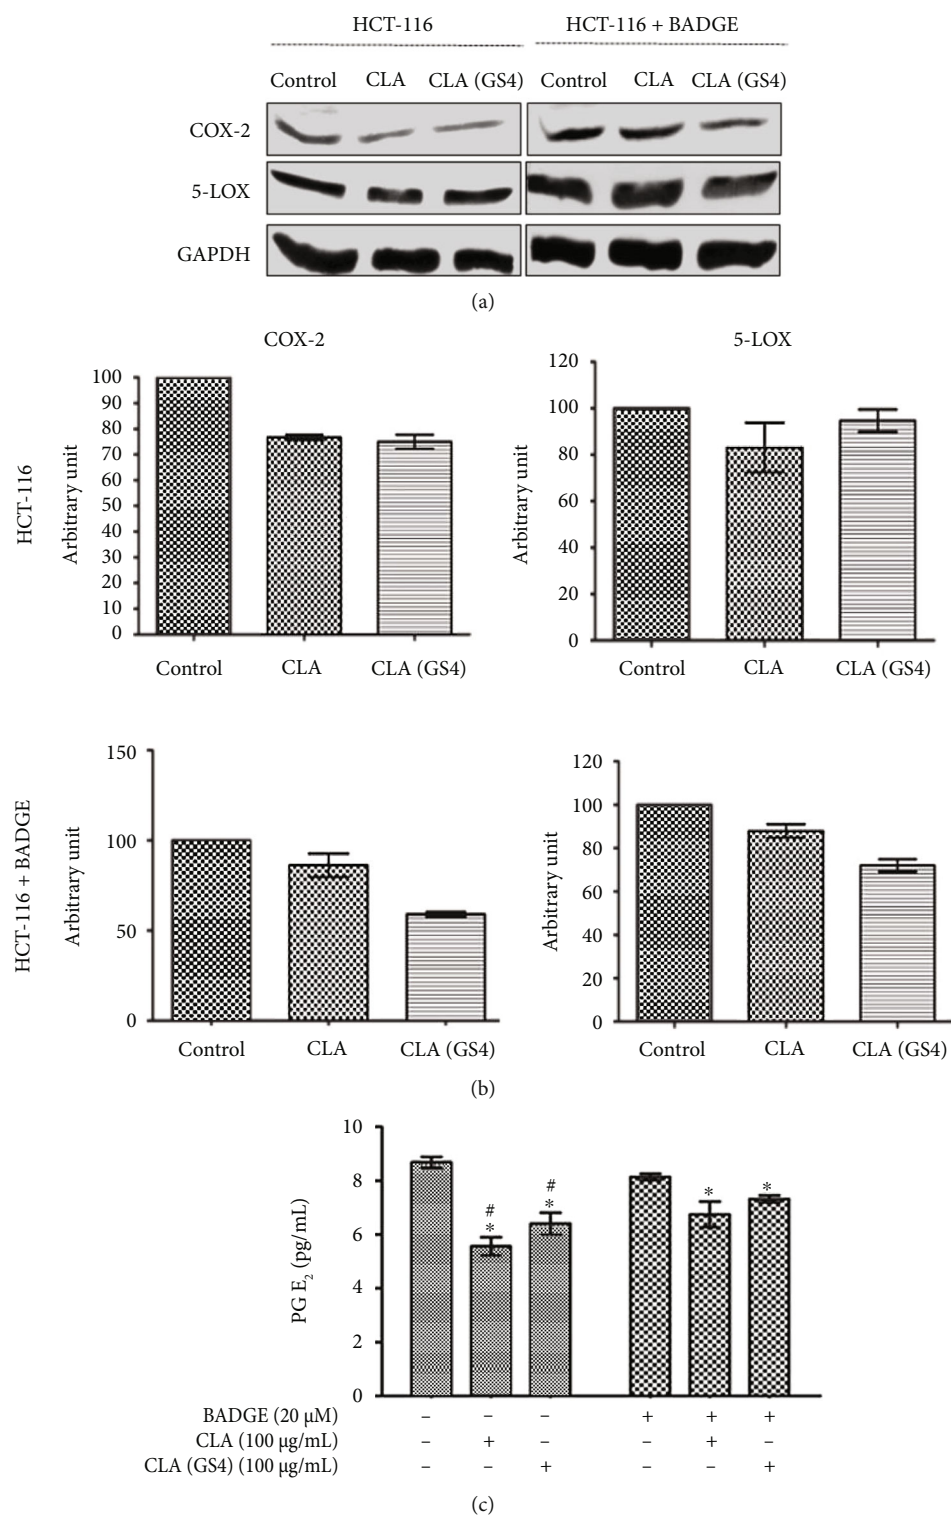 HCT-116 HCT-116 + BADGE
Control CLA CLA (GS4) Control CLA CLA (GS4)
COX-2
5-LOX
GAPDH
(a)
COX-2 5-LOX
HCT-116
Arbitrary unit
100
90
80
70
60
50
40
30
20
10
0
Control CLA CLA (GS4)
Arbitrary unit
120
100
80
60
40
20
0
Control CLA CLA (GS4)
HCT-116 + BADGE
Arbitrary unit
150
100
50
0
Control CLA CLA (GS4)
Arbitrary unit
120
100
80
60
40
20
0
Control CLA CLA (GS4)
(b)
PG E₂ (pg/mL)
10
8
6
4
2
0
# # 
* * * *
BADGE (20 μM) – – – + + +
CLA (100 μg/mL) – + – – + –
CLA (GS4) (100 μg/mL) – – + – – +
(c)